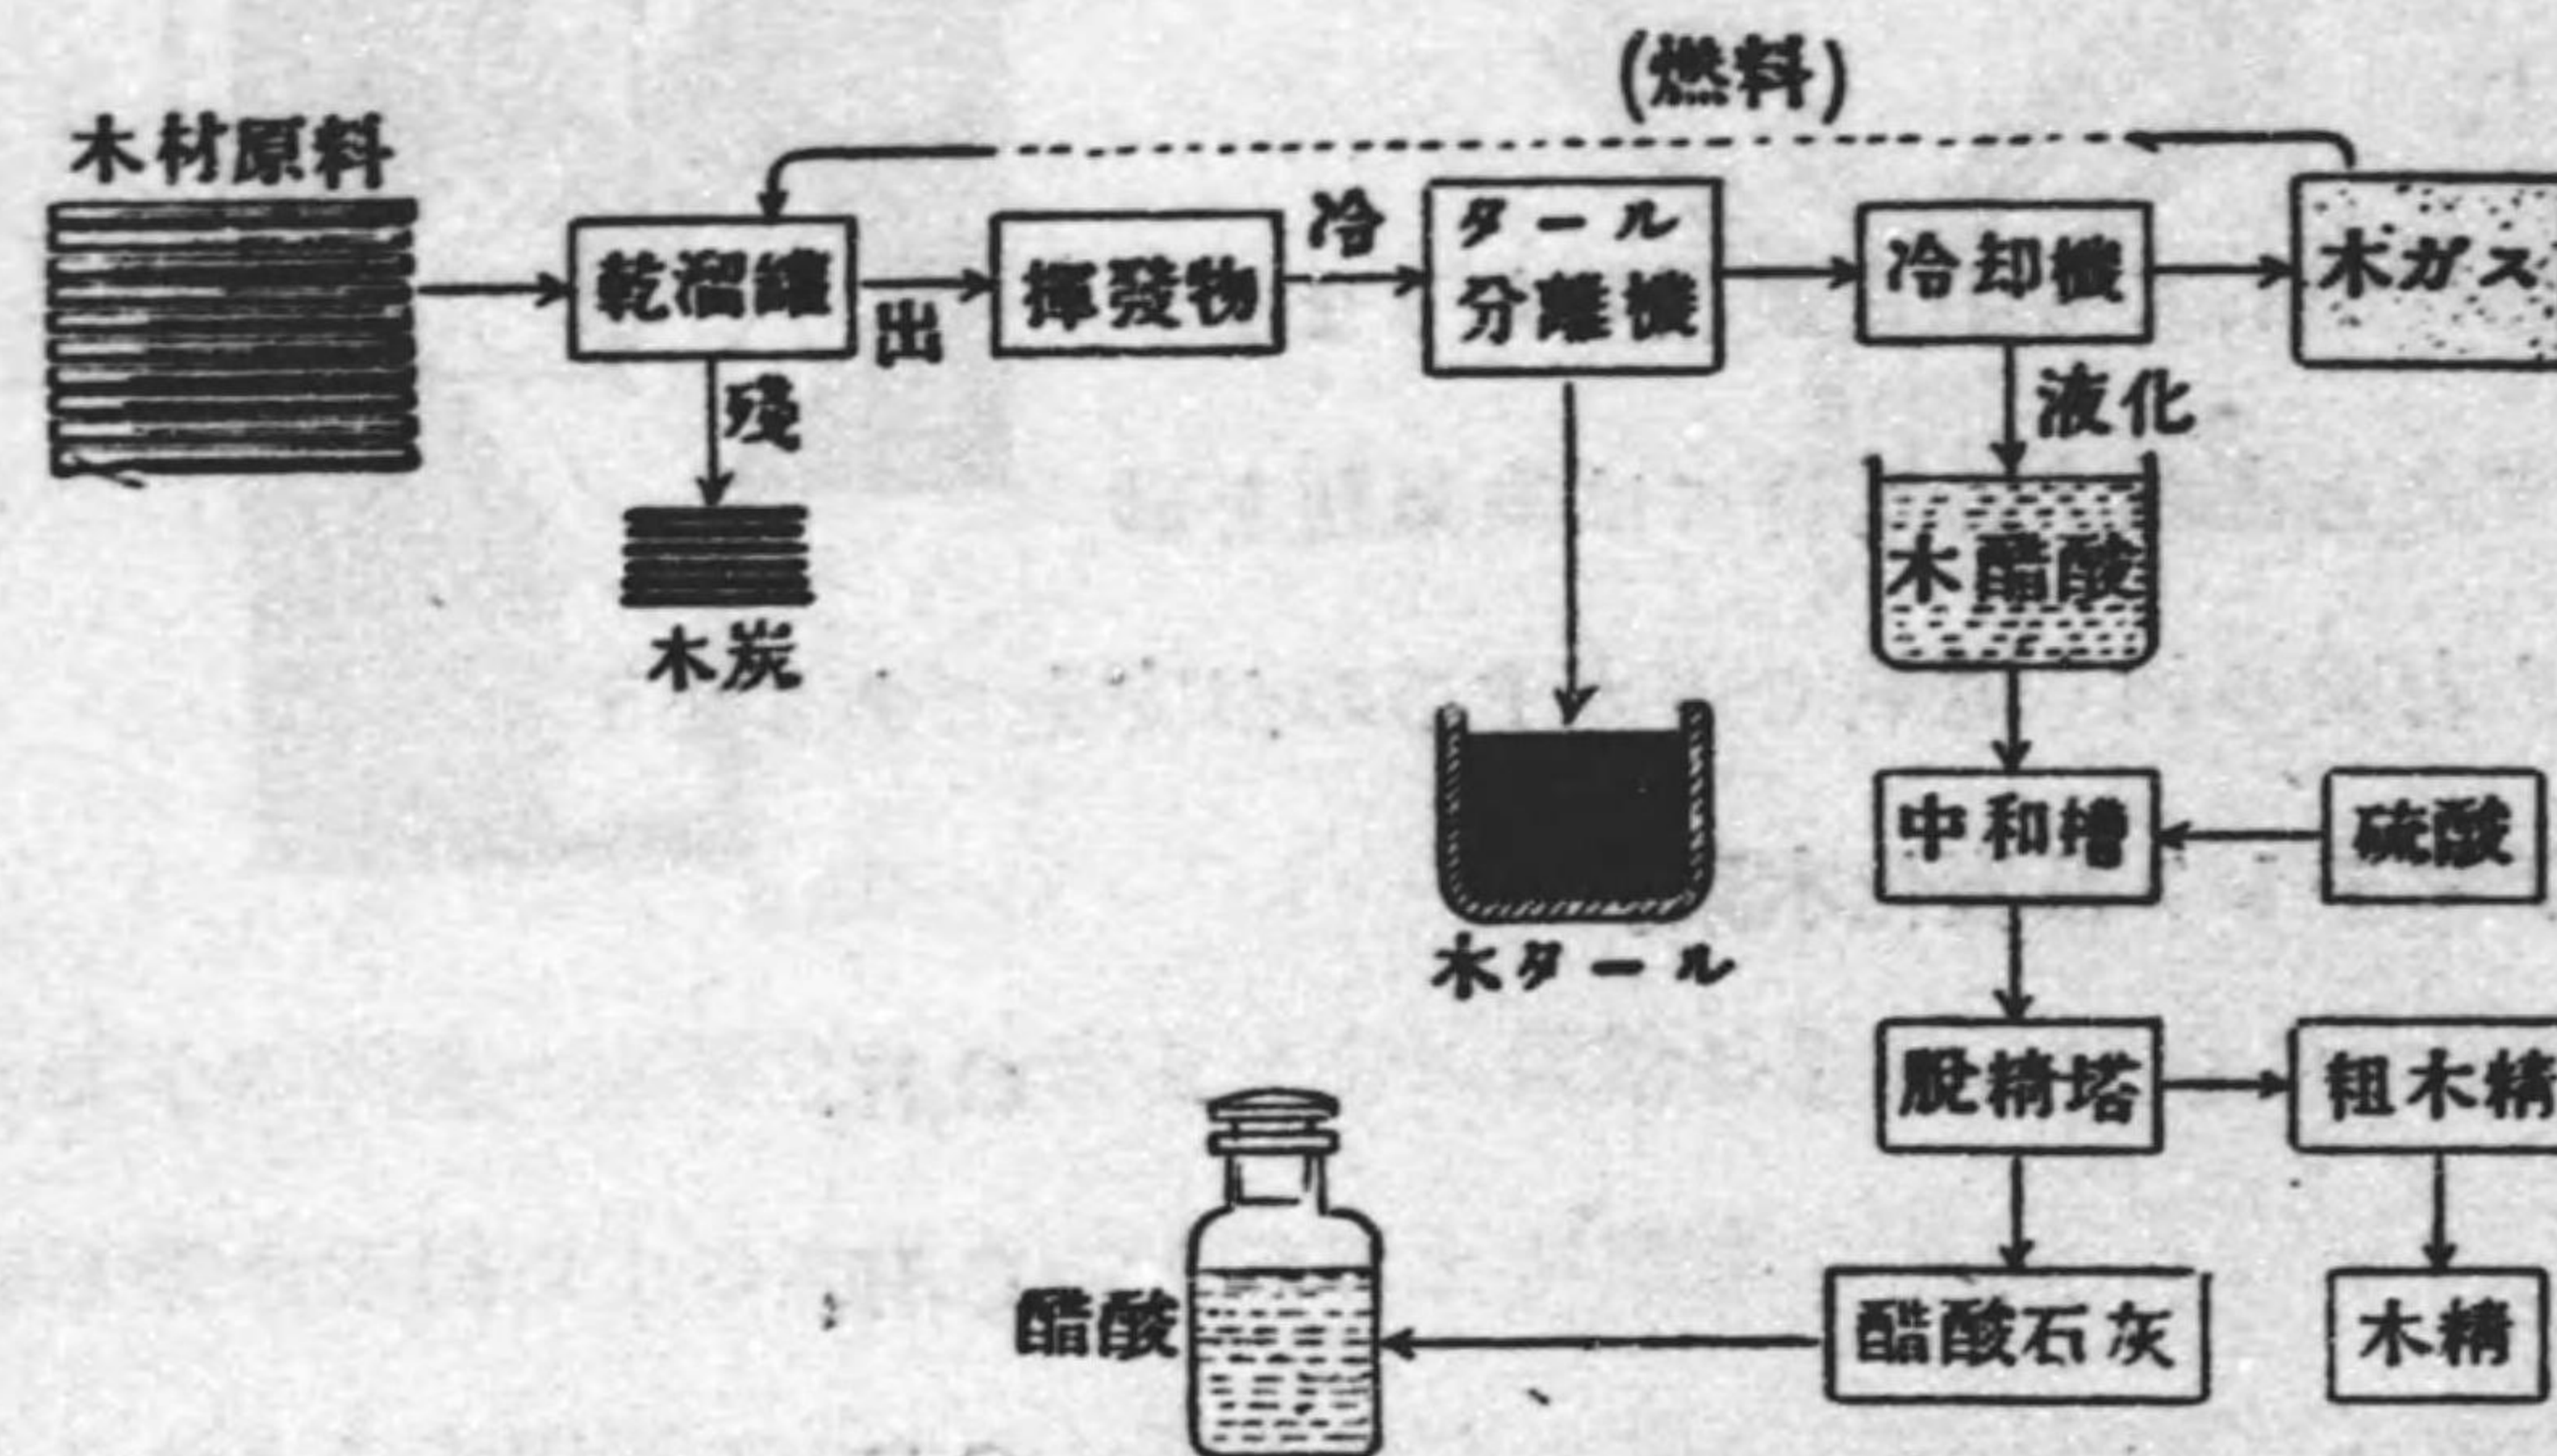 (燃料)
木材原料
乾溜罐
出
揮發物
冷
タール
分離機
冷却機
木ガス
殘
木炭
液化
木醋酸
木タール
中和槽
硫酸
脫精塔
粗木精
醋酸
醋酸石灰
木精